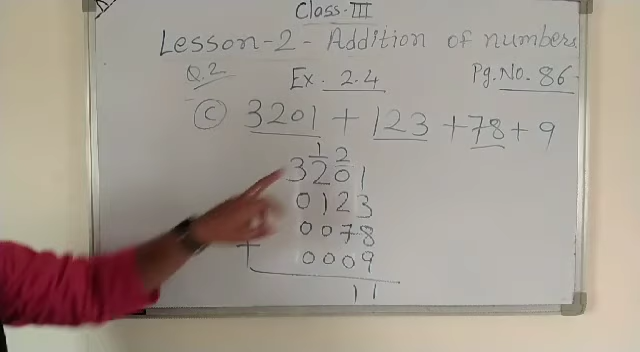 Class-III
Lesson-2 - Addition of numbers
Q.2. Ex. 2.4 Pg.No. 86
(C) 3201 + 123 + 78 + 9
1 2
3201
0123
0078
+ 0009
11